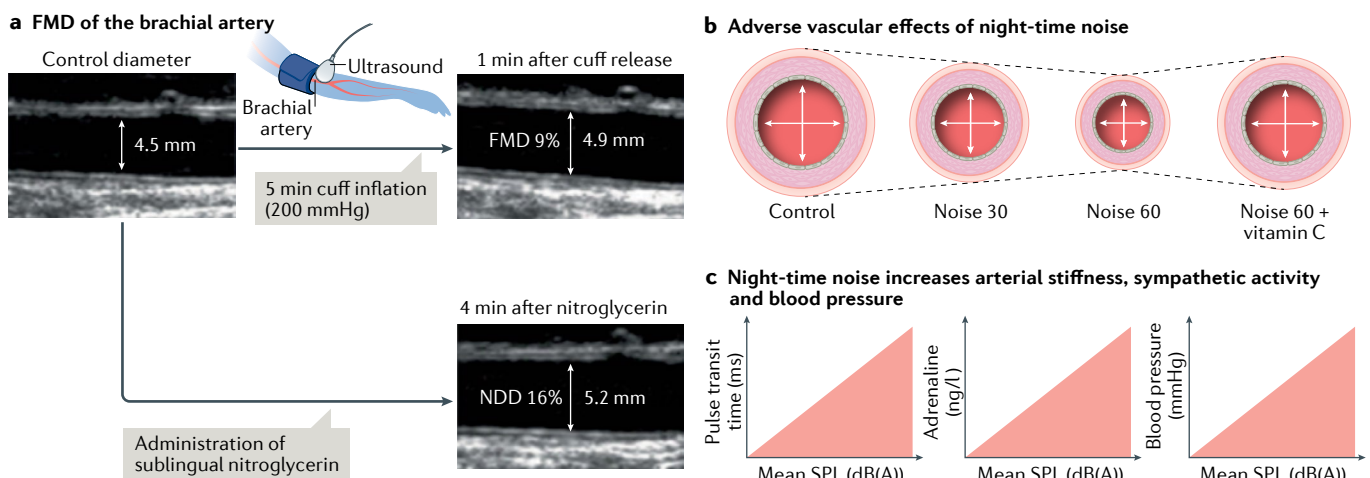 a FMD of the brachial artery
Control diameter
4.5 mm
Ultrasound
Brachial
artery
5 min cuff inflation
(200 mmHg)
1 min after cuff release
FMD 9%
4.9 mm
4 min after nitroglycerin
NDD 16%
5.2 mm
Administration of
sublingual nitroglycerin
b Adverse vascular effects of night-time noise
Control
Noise 30
Noise 60
Noise 60 +
vitamin C
c Night-time noise increases arterial stiffness, sympathetic activity
and blood pressure
Pulse transit
time (ms)
Mean SPL (dB(A))
Adrenaline
(ng/l)
Mean SPL (dB(A))
Blood pressure
(mmHg)
Mean SPL (dB(A))